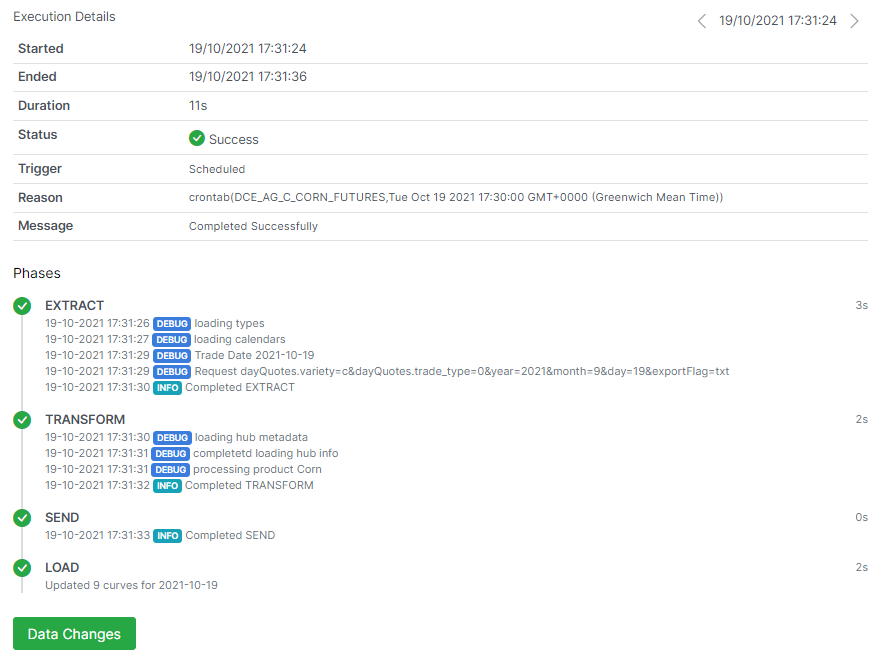 Execution Details
19/10/2021 17:31:24
Started 19/10/2021 17:31:24
Ended 19/10/2021 17:31:36
Duration 11s
Status Success
Trigger Scheduled
Reason crontab(DCE_AG_C_CORN_FUTURES,Tue Oct 19 2021 17:30:00 GMT+0000 (Greenwich Mean Time))
Message Completed Successfully
Phases
EXTRACT 3s
19-10-2021 17:31:26 DEBUG loading types
19-10-2021 17:31:27 DEBUG loading calendars
19-10-2021 17:31:29 DEBUG Trade Date 2021-10-19
19-10-2021 17:31:29 DEBUG Request dayQuotes.variety=c&dayQuotes.trade_type=0&year=2021&month=9&day=19&exportFlag=txt
19-10-2021 17:31:30 INFO Completed EXTRACT
TRANSFORM 2s
19-10-2021 17:31:30 DEBUG loading hub metadata
19-10-2021 17:31:31 DEBUG completetd loading hub info
19-10-2021 17:31:31 DEBUG processing product Corn
19-10-2021 17:31:32 INFO Completed TRANSFORM
SEND 0s
19-10-2021 17:31:33 INFO Completed SEND
LOAD 2s
Updated 9 curves for 2021-10-19
Data Changes